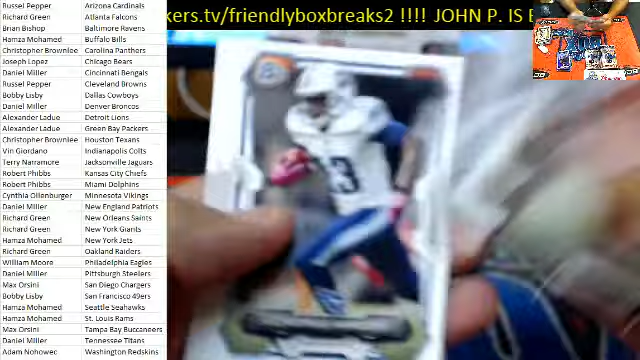 kers.tv/friendlyboxbreaks2 !!!! JOHN P. IS
Russel Pepper Arizona Cardinals
Richard Green Atlanta Falcons
Brian Bishop Baltimore Ravens
Hamza Mohamed Buffalo Bills
Christopher Brownlee Carolina Panthers
Joseph Lopez Chicago Bears
Daniel Miller Cincinnati Bengals
Russel Pepper Cleveland Browns
Bobby Lisby Dallas Cowboys
Daniel Miller Denver Broncos
Alexander Ladue Detroit Lions
Alexander Ladue Green Bay Packers
Christopher Brownlee Houston Texans
Vin Giordano Indianapolis Colts
Terry Narramore Jacksonville Jaguars
Robert Phibbs Kansas City Chiefs
Robert Phibbs Miami Dolphins
Cynthia Ollenburger Minnesota Vikings
Daniel Miller New England Patriots
Richard Green New Orleans Saints
Richard Green New York Giants
Hamza Mohamed New York Jets
Richard Green Oakland Raiders
William Moore Philadelphia Eagles
Daniel Miller Pittsburgh Steelers
Max Orsini San Diego Chargers
Bobby Lisby San Francisco 49ers
Hamza Mohamed Seattle Seahawks
Hamza Mohamed St. Louis Rams
Max Orsini Tampa Bay Buccaneers
Daniel Miller Tennessee Titans
Adam Nohowec Washington Redskins